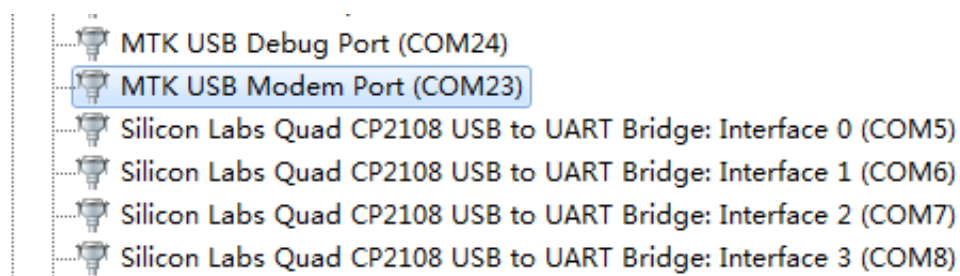 MTK USB Debug Port (COM24)
MTK USB Modem Port (COM23)
Silicon Labs Quad CP2108 USB to UART Bridge: Interface 0 (COM5)
Silicon Labs Quad CP2108 USB to UART Bridge: Interface 1 (COM6)
Silicon Labs Quad CP2108 USB to UART Bridge: Interface 2 (COM7)
Silicon Labs Quad CP2108 USB to UART Bridge: Interface 3 (COM8)